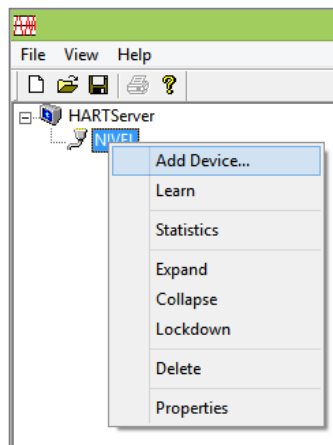 File View Help
HARTServer
NIVEL
Add Device...
Learn
Statistics
Expand
Collapse
Lockdown
Delete
Properties